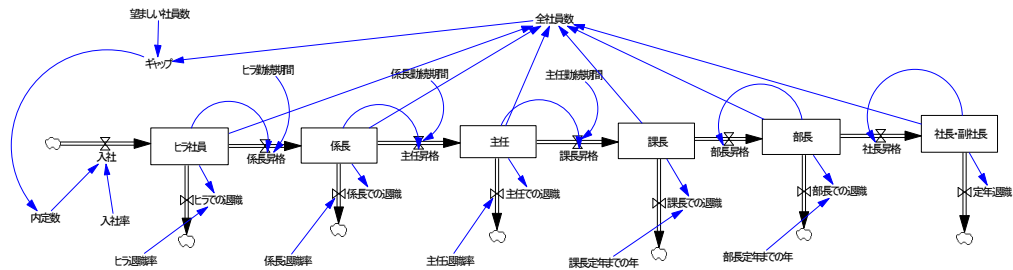 望ましい社員数
全社員数
ギャップ
ヒラ勤続期間
係長勤続期間
主任勤続期間
ヒラ社員
係長
主任
課長
部長
社長・副社長
入社
係長昇格
主任昇格
課長昇格
部長昇格
社長昇格
内定数
入社率
ヒラでの退職
係長での退職
主任での退職
課長での退職
部長での退職
定年退職
ヒラ退職率
係長退職率
主任退職率
課長定年までの年
部長定年までの年